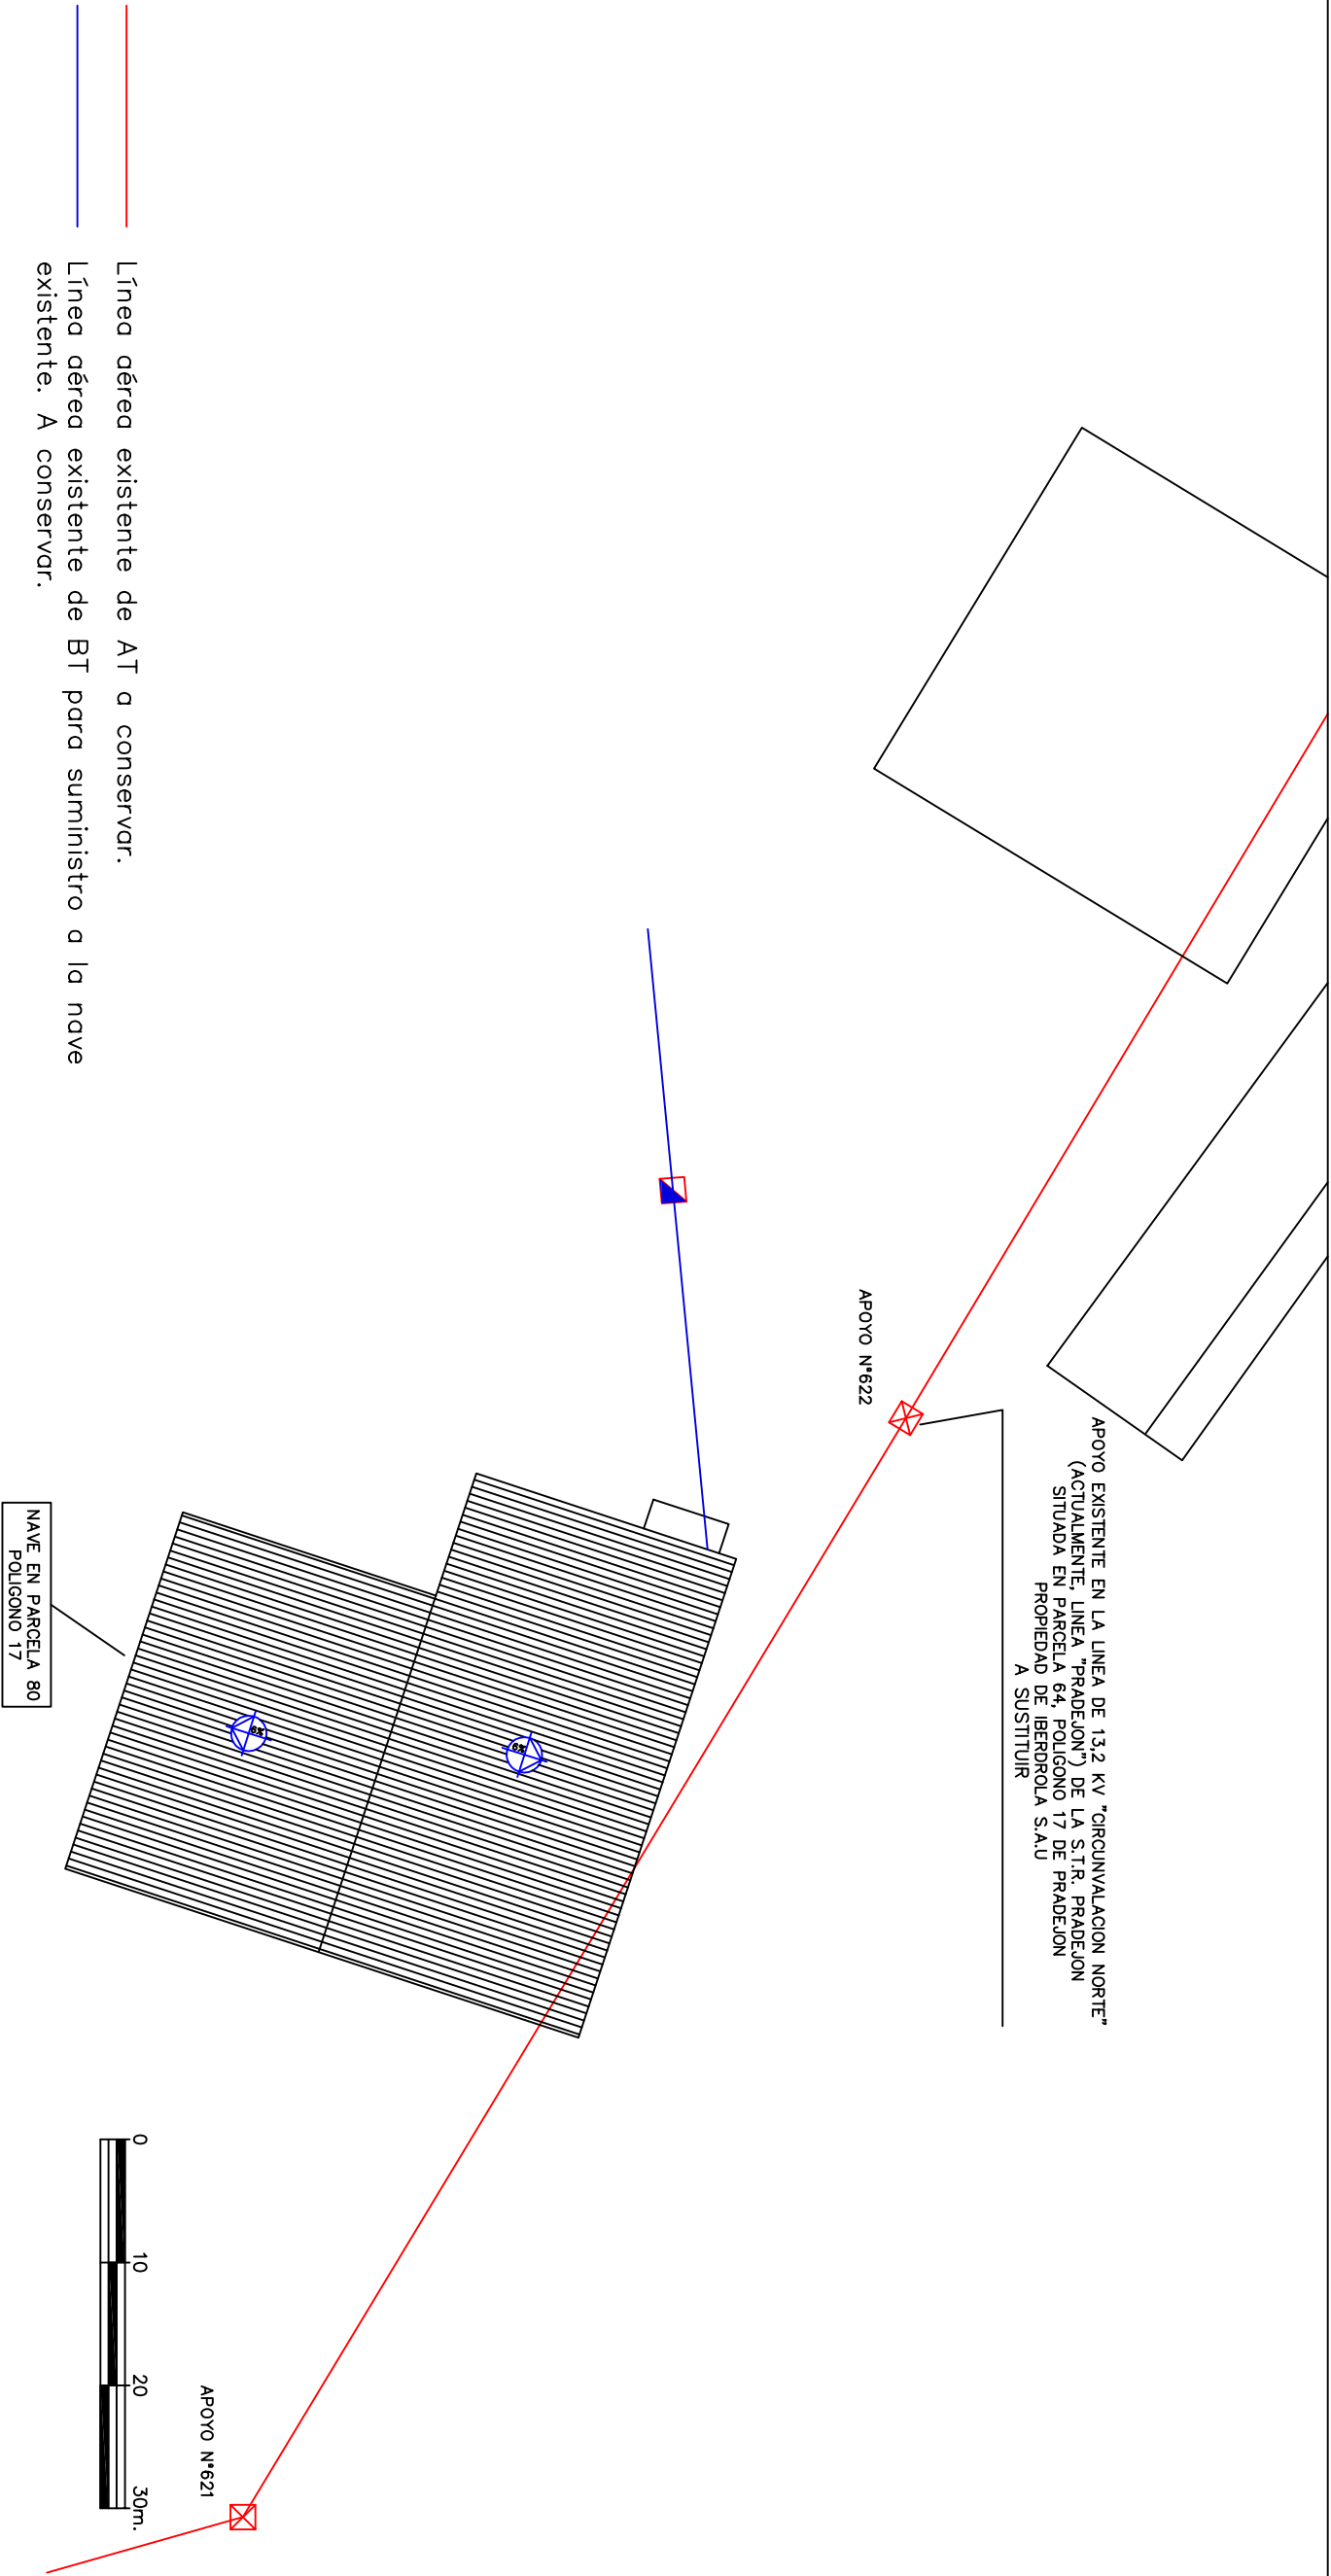 APOYO EXISTENTE EN LA LINEA DE 13,2 KV "CIRCUNVALACION NORTE"
(ACTUALMENTE, LINEA "PRADEJON") DE LA S.T.R. PRADEJON
SITUADA EN PARCELA 64, POLIGONO 17 DE PRADEJON
PROPIEDAD DE IBERDROLA S.A.U
A SUSTITUIR
APOYO N°622
6%
6%
APOYO N°621
0 10 20 30m.
Línea aérea existente de AT a conservar.
Línea aérea existente de BT para suministro a la nave
existente. A conservar.
NAVE EN PARCELA 80
POLIGONO 17